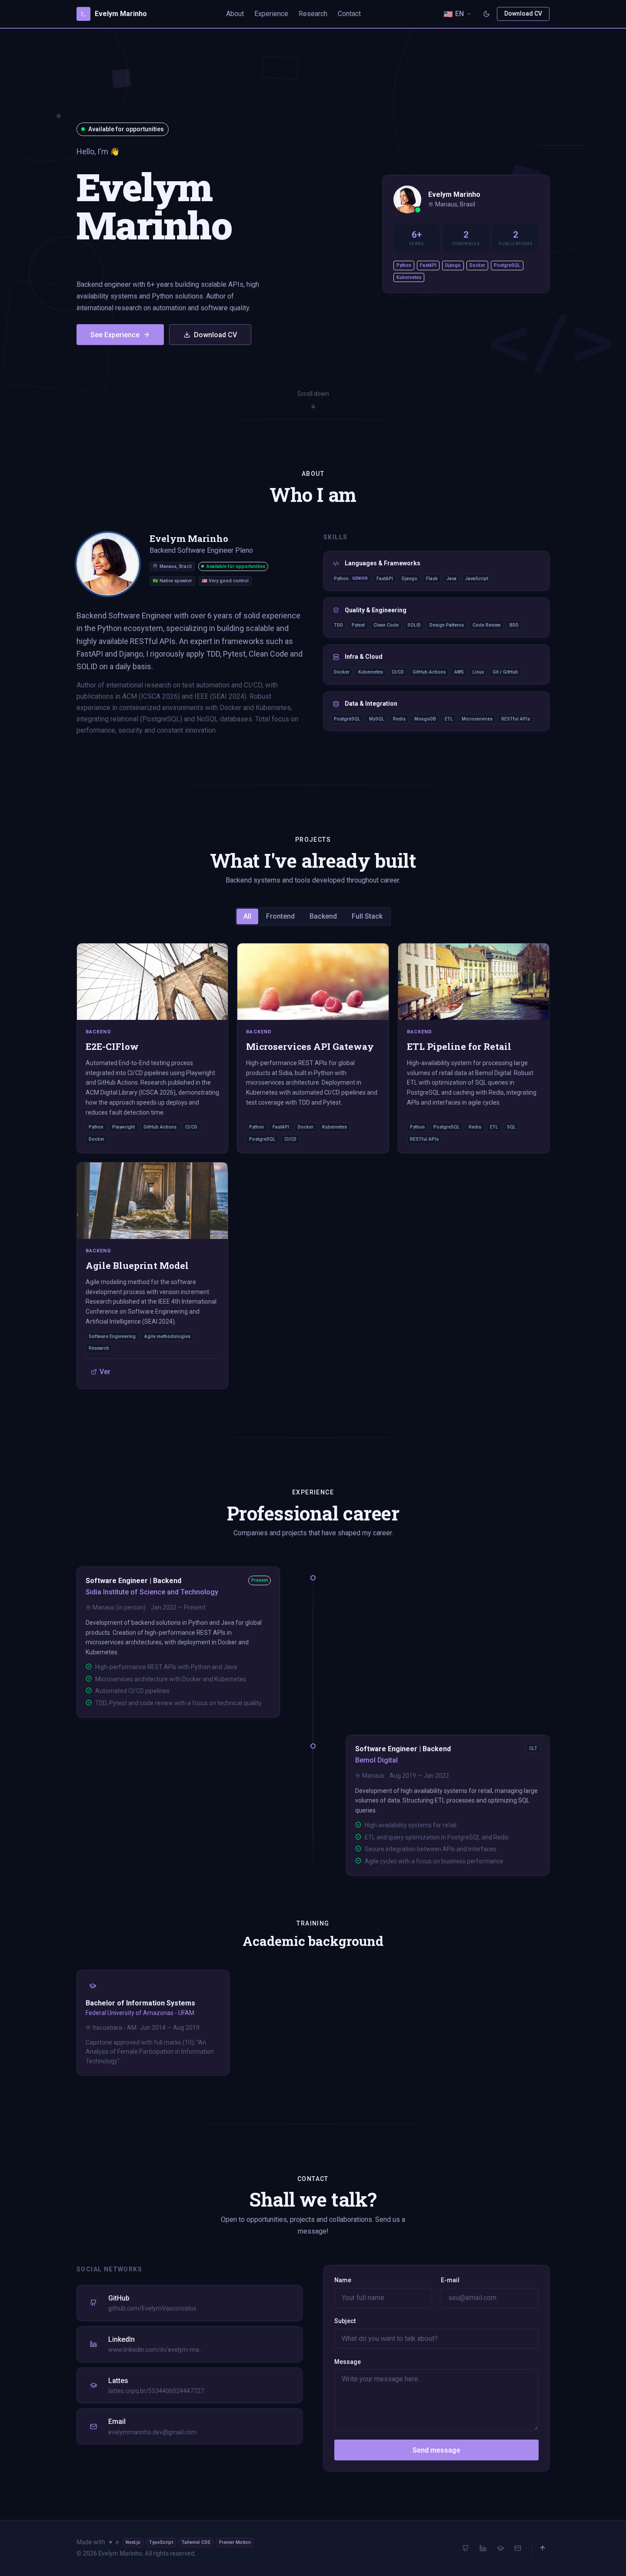 Evelym Marinho
About
Experience
Research
Contact
EN
Download CV
Available for opportunities
Hello, I'm 👋
Evelym
Marinho
Backend engineer with 6+ years building scalable APIs, high
availability systems and Python solutions. Author of
international research on automation and software quality.
See Experience →
Download CV
Evelym Marinho
Manaus, Brasil
6+
YEARS
2
COMPANIES
2
PUBLICATIONS
Python
FastAPI
Django
Docker
PostgreSQL
Kubernetes
</>
Scroll down
ABOUT
Who I am
Evelym Marinho
Backend Software Engineer Pleno
Manaus, Brazil
Available for opportunities
Native speaker
Very good control
Backend Software Engineer with over 6 years of experience
in the Python ecosystem, specializing in building scalable and
highly available RESTful APIs. An expert in frameworks such
as FastAPI and Django, I rigorously apply TDD, Pytest, Clean Code and
SOLID on a daily basis.
Author of international research on test automation and CI/CD, with
publications in ACM (ICSCA 2026) and IEEE (SEAI 2024). Robust
experience in containerized environments with Docker and Kubernetes,
integrating relational (PostgreSQL) and NoSQL databases. Total focus on
performance, security and constant innovation.
SKILLS
Languages & Frameworks
Python SENIOR FastAPI Django Flask Java JavaScript
Quality & Engineering
TDD Pytest Clean Code SOLID Design Patterns Code Review BDD
Infra & Cloud
Docker Kubernetes CI/CD GitHub Actions AWS Linux Git / GitHub
Data & Integration
PostgreSQL MySQL Redis MongoDB ETL Microservices RESTful APIs
PROJECTS
What I've already built
Backend systems and tools developed throughout career.
All
Frontend
Backend
Full Stack
BACKEND
E2E-CIFlow
Automated End-to-End testing process
integrated into CI/CD pipelines using Playwright
and GitHub Actions. Research published in the
ACM Digital Library (ICSCA 2026), demonstrating
how the approach speeds up deploys and
reduces fault detection time.
Python Playwright GitHub Actions CI/CD
Docker
BACKEND
Microservices API Gateway
High-performance REST APIs for global
products at Sidia, built in Python with
microservices architecture. Deployment in
Kubernetes with automated CI/CD pipelines and
test coverage with TDD and Pytest.
Python FastAPI Docker Kubernetes
PostgreSQL CI/CD
BACKEND
ETL Pipeline for Retail
High-availability system for processing large
volumes of retail data at Bemol Digital. Robust
ETL with optimization of SQL queries in
PostgreSQL and caching with Redis, integrating
APIs and interfaces in agile cycles.
Python PostgreSQL Redis ETL SQL
RESTful APIs
BACKEND
Agile Blueprint Model
Agile modeling method for the software
development process with version increment.
Research published at the IEEE 4th International
Conference on Software Engineering and
Artificial Intelligence (SEAI 2024).
Software Engineering Agile methodologies
Research
Ver
EXPERIENCE
Professional career
Companies and projects that have shaped my career.
Software Engineer | Backend
Present
Sidia Institute of Science and Technology
Manaus (in person) Jan 2022 — Present
Development of backend solutions in Python and Java for global
products. Creation of high-performance REST APIs in
microservices architectures, with deployment in Docker and
Kubernetes.
High-performance REST APIs with Python and Java
Microservices architecture with Docker and Kubernetes
Automated CI/CD pipelines
TDD, Pytest and code review with a focus on technical quality
Software Engineer | Backend
CLT
Bemol Digital
Manaus Aug 2019 — Jan 2022
Development of high availability systems for retail, managing large
volumes of data. Structuring ETL processes and optimizing SQL
queries.
High availability systems for retail
ETL and query optimization in PostgreSQL and Redis
Secure integration between APIs and interfaces
Agile cycles with a focus on business performance
TRAINING
Academic background
Bachelor of Information Systems
Federal University of Amazonas - UFAM
Itacoatiara - AM Jun 2014 — Aug 2019
Capstone approved with full marks (10): "An
Analysis of Female Participation in Information
Technology"
CONTACT
Shall we talk?
Open to opportunities, projects and collaborations. Send us a
message!
SOCIAL NETWORKS
GitHub
github.com/EvelymVasconcelos
LinkedIn
www.linkedin.com/in/evelym-ma...
Lattes
lattes.cnpq.br/5534406024447727
Email
evelymmarinho.dev@gmail.com
Name
Your full name
E-mail
seu@email.com
Subject
What do you want to talk about?
Message
Write your message here...
Send message
Made with ♥ e Next.js TypeScript Tailwind CSS Framer Motion
© 2026 Evelym Marinho. All rights reserved.